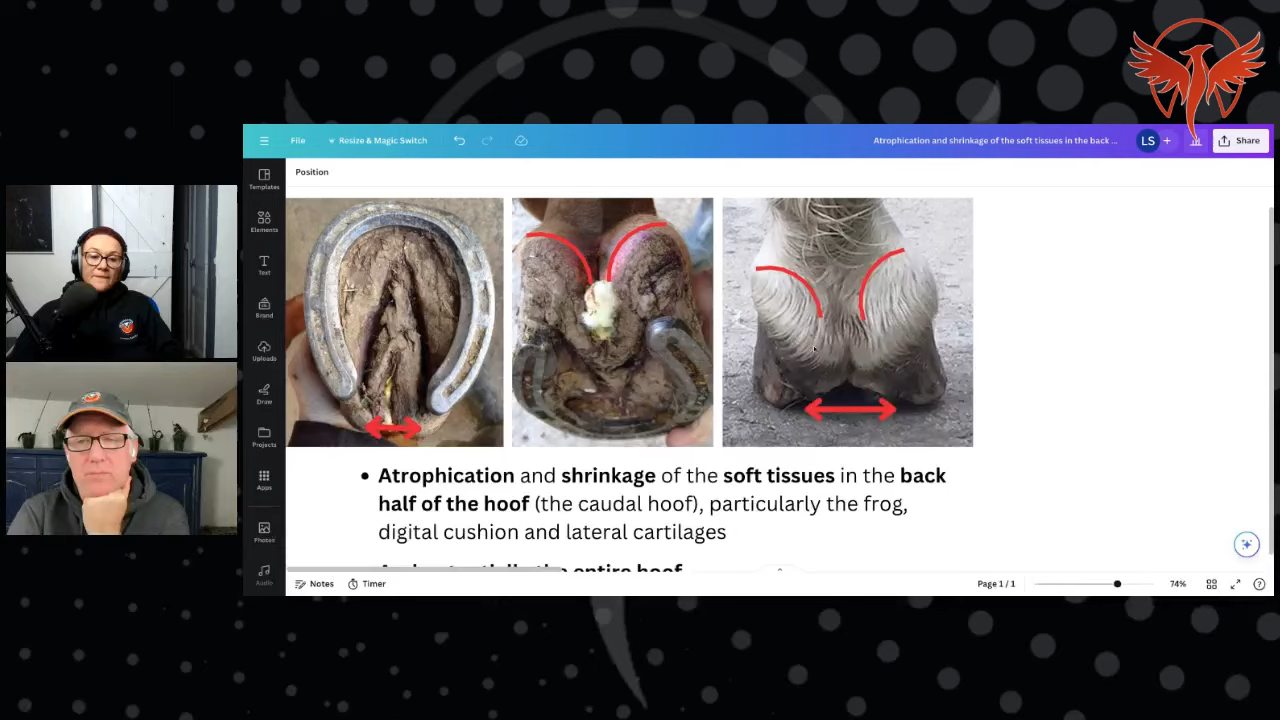 File
Resize & Magic Switch
Atrophication and shrinkage of the soft tissues in the back ...
LS
+
Share
Position
Templates
Elements
Text
Brand
Uploads
Draw
Projects
Apps
Photos
Audio
• Atrophication and shrinkage of the soft tissues in the back
half of the hoof (the caudal hoof), particularly the frog,
digital cushion and lateral cartilages
the entire hoof
Notes
Timer
Page 1 / 1
74%